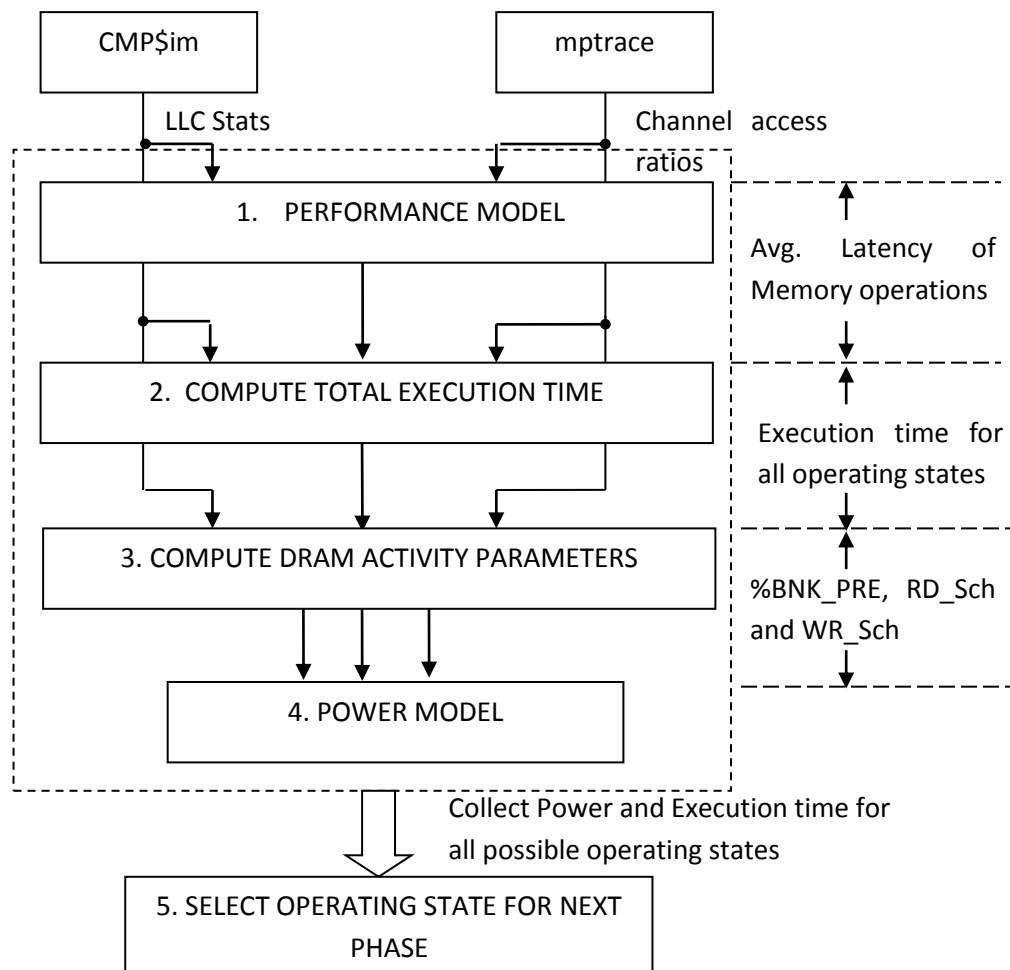 CMP$im
mptrace
LLC Stats
Channel access
ratios
1. PERFORMANCE MODEL
Avg. Latency of
Memory operations
2. COMPUTE TOTAL EXECUTION TIME
Execution time for
all operating states
3. COMPUTE DRAM ACTIVITY PARAMETERS
%BNK_PRE, RD_Sch
and WR_Sch
4. POWER MODEL
Collect Power and Execution time for
all possible operating states
5. SELECT OPERATING STATE FOR NEXT
PHASE